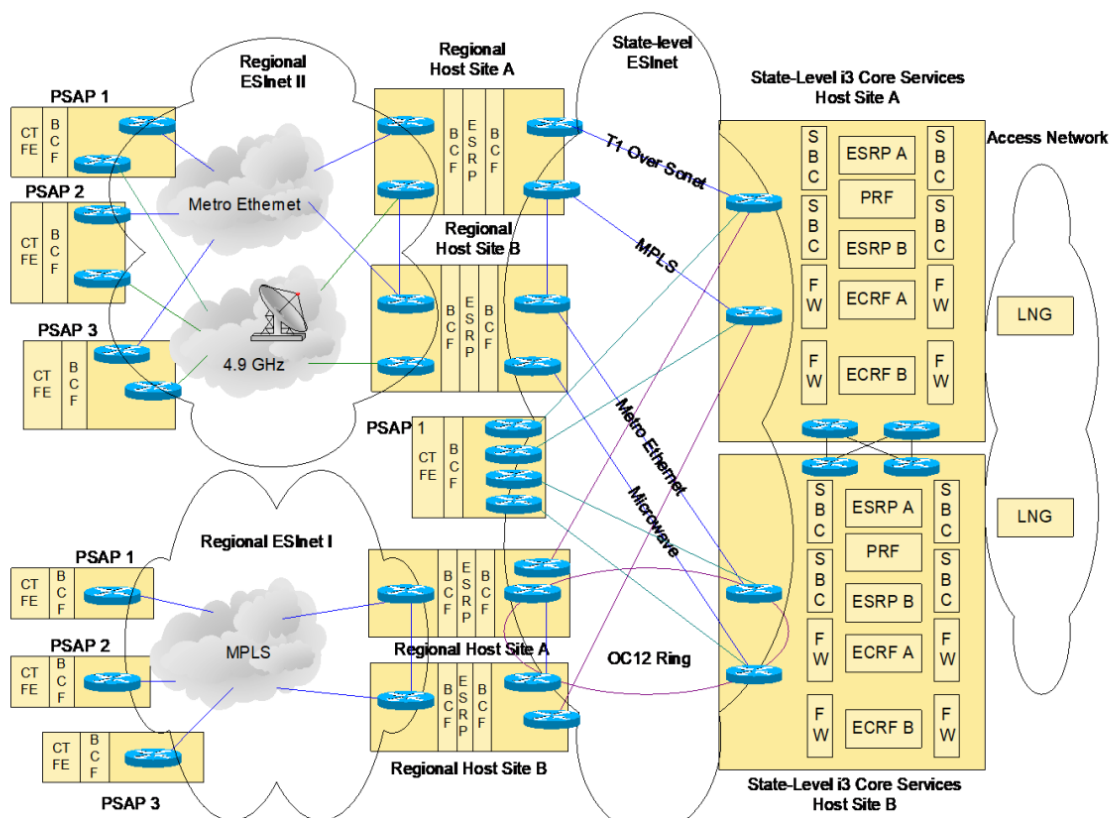 Regional
ESInet II
Regional
Host Site A
State-level
ESInet
State-Level i3 Core Services
Host Site A
Access Network
PSAP 1
CT
FE
B
C
F
PSAP 2
CT
FE
B
C
F
PSAP 3
CT
FE
B
C
F
Metro Ethernet
4.9 GHz
B
C
F
E
S
R
P
B
C
F
Regional
Host Site B
B
C
F
E
S
R
P
B
C
F
T1 Over Sonet
MPLS
Metro Ethernet
Microwave
PSAP 1
CT
FE
B
C
F
S
B
C
S
B
C
F
W
F
W
ESRP A
PRF
ESRP B
ECRF A
ECRF B
S
B
C
S
B
C
F
W
F
W
LNG
LNG
Regional ESInet I
PSAP 1
CT
FE
B
C
F
PSAP 2
CT
FE
B
C
F
CT
FE
B
C
F
PSAP 3
MPLS
B
C
F
E
S
R
P
B
C
F
Regional Host Site A
B
C
F
E
S
R
P
B
C
F
Regional Host Site B
OC12 Ring
S
B
C
S
B
C
F
W
F
W
ESRP A
PRF
ESRP B
ECRF A
ECRF B
S
B
C
S
B
C
F
W
F
W
State-Level i3 Core Services
Host Site B